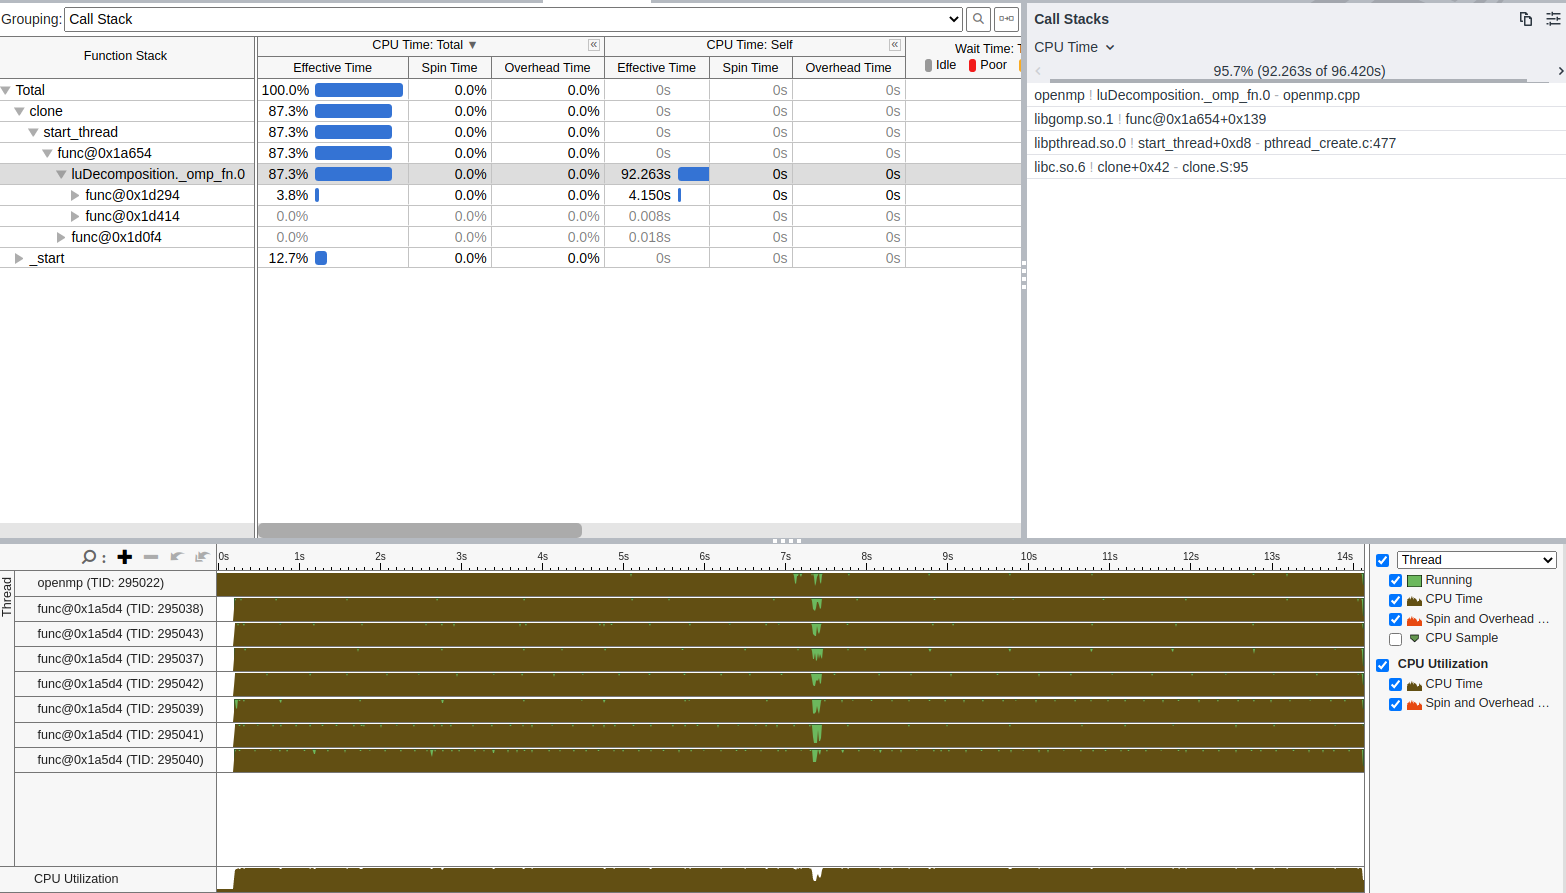 Grouping: Call Stack
Function Stack
CPU Time: Total ▼ «
CPU Time: Self «
Wait Time:
Effective Time Spin Time Overhead Time Effective Time Spin Time Overhead Time Idle Poor
Total 100.0% 0.0% 0.0% 0s 0s 0s
clone 87.3% 0.0% 0.0% 0s 0s 0s
start_thread 87.3% 0.0% 0.0% 0s 0s 0s
func@0x1a654 87.3% 0.0% 0.0% 0s 0s 0s
luDecomposition._omp_fn.0 87.3% 0.0% 0.0% 92.263s 0s 0s
func@0x1d294 3.8% 0.0% 0.0% 4.150s 0s 0s
func@0x1d414 0.0% 0.0% 0.0% 0.008s 0s 0s
func@0x1d0f4 0.0% 0.0% 0.0% 0.018s 0s 0s
_start 12.7% 0.0% 0.0% 0s 0s 0s
Call Stacks
CPU Time
95.7% (92.263s of 96.420s)
openmp ! luDecomposition._omp_fn.0 - openmp.cpp
libgomp.so.1 ! func@0x1a654+0x139
libpthread.so.0 ! start_thread+0xd8 - pthread_create.c:477
libc.so.6 ! clone+0x42 - clone.S:95
0s 1s 2s 3s 4s 5s 6s 7s 8s 9s 10s 11s 12s 13s 14s
Thread
openmp (TID: 295022)
func@0x1a5d4 (TID: 295038)
func@0x1a5d4 (TID: 295043)
func@0x1a5d4 (TID: 295037)
func@0x1a5d4 (TID: 295042)
func@0x1a5d4 (TID: 295039)
func@0x1a5d4 (TID: 295041)
func@0x1a5d4 (TID: 295040)
CPU Utilization
Thread
Running
CPU Time
Spin and Overhead ...
CPU Sample
CPU Utilization
CPU Time
Spin and Overhead ...